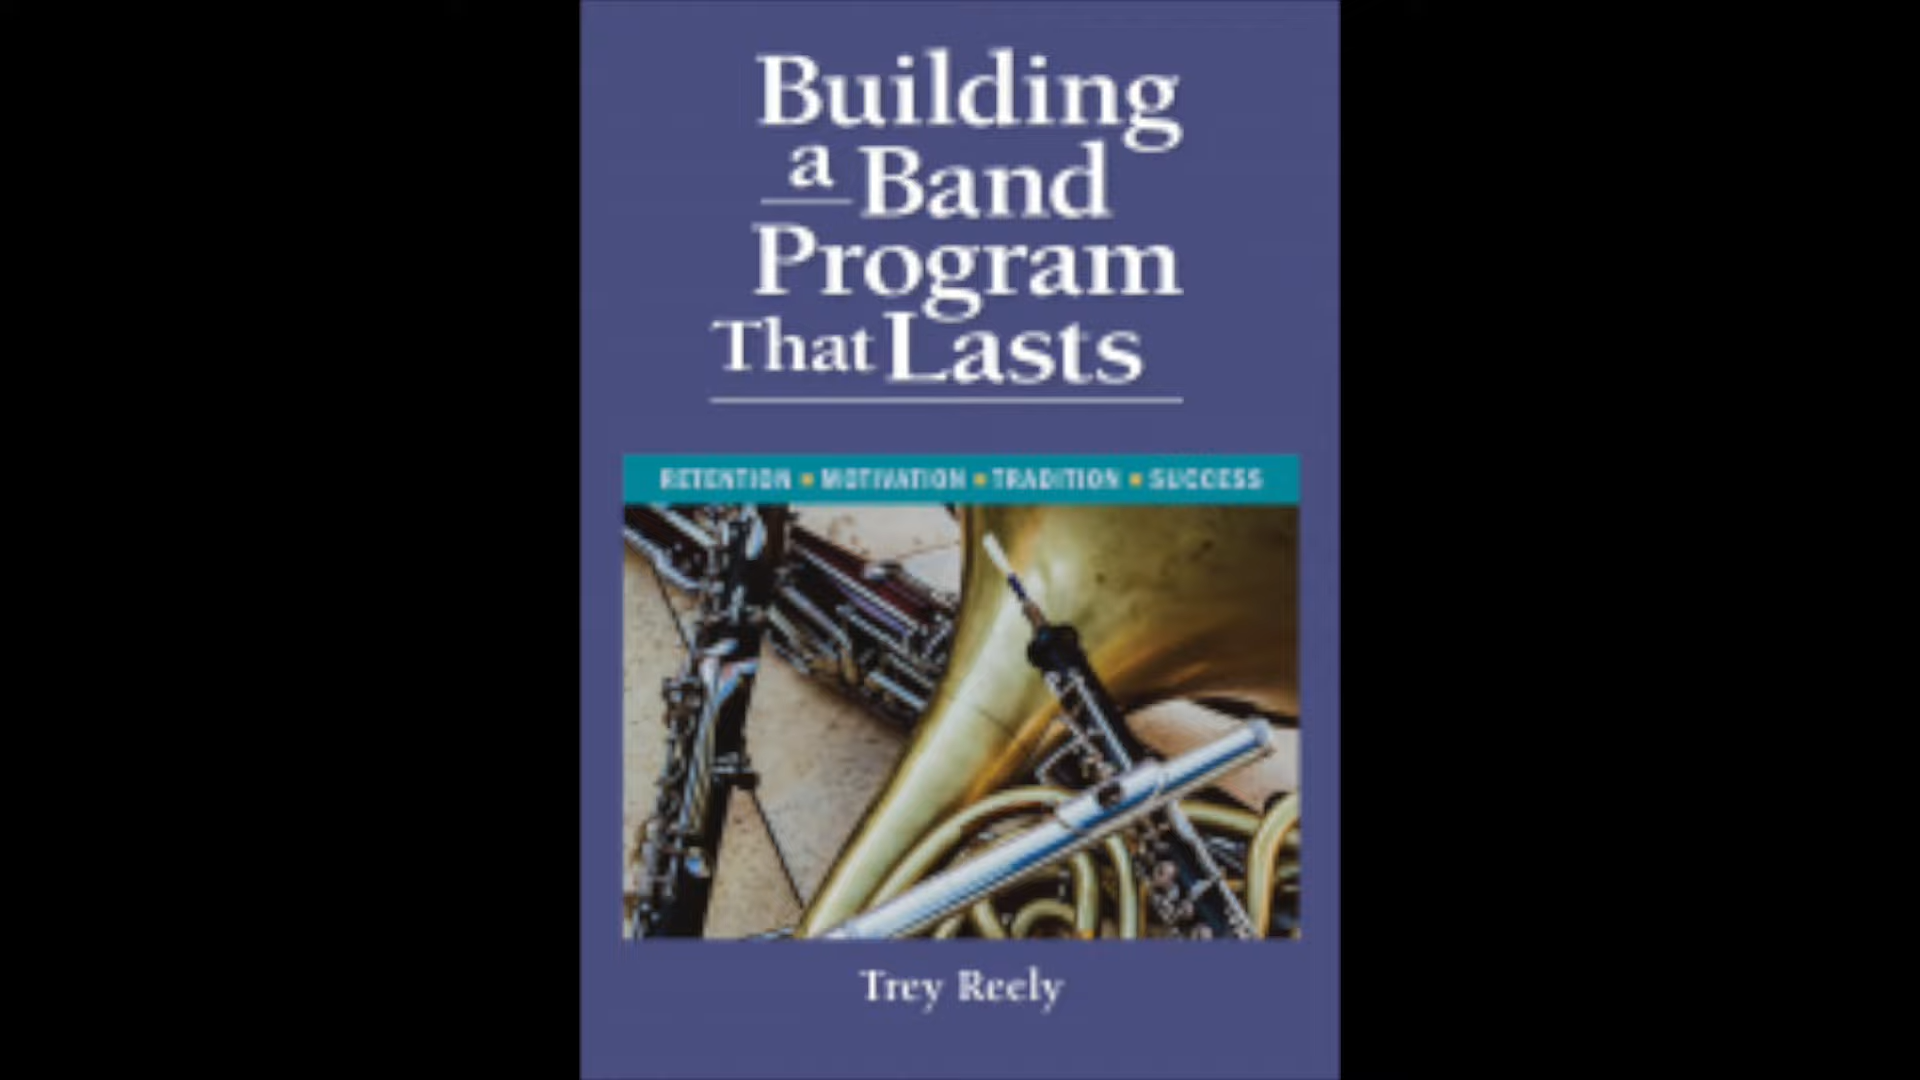 Building
a Band
Program
That Lasts
RETENTION ▪ MOTIVATION ▪ TRADITION ▪ SUCCESS
Trey Reely